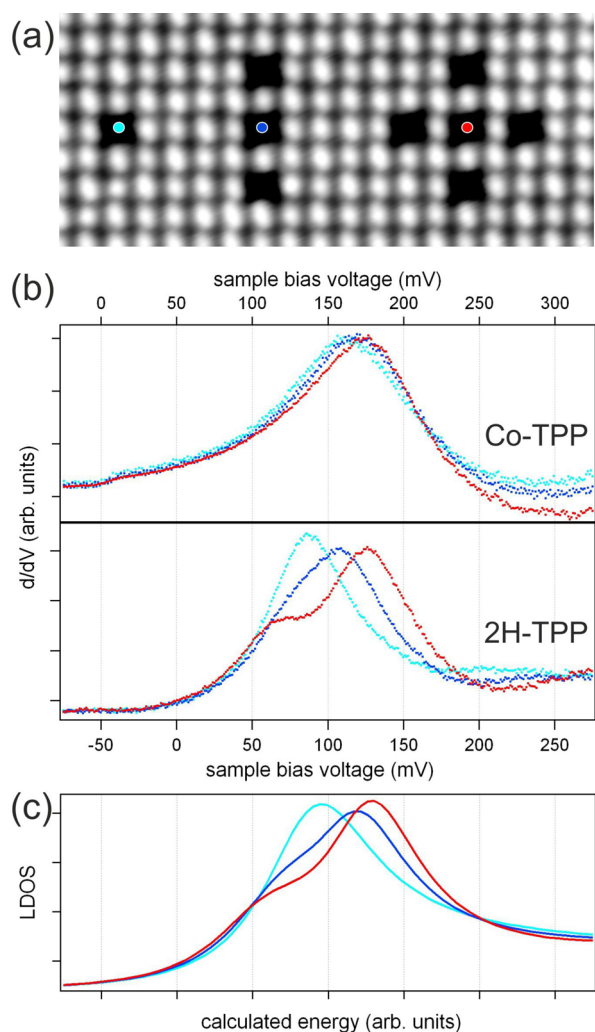 (a)
(b)
sample bias voltage (mV)
0 50 100 150 200 250 300
Co-TPP
d/dV (arb. units)
2H-TPP
-50 0 50 100 150 200 250
sample bias voltage (mV)
(c)
LDOS
calculated energy (arb. units)